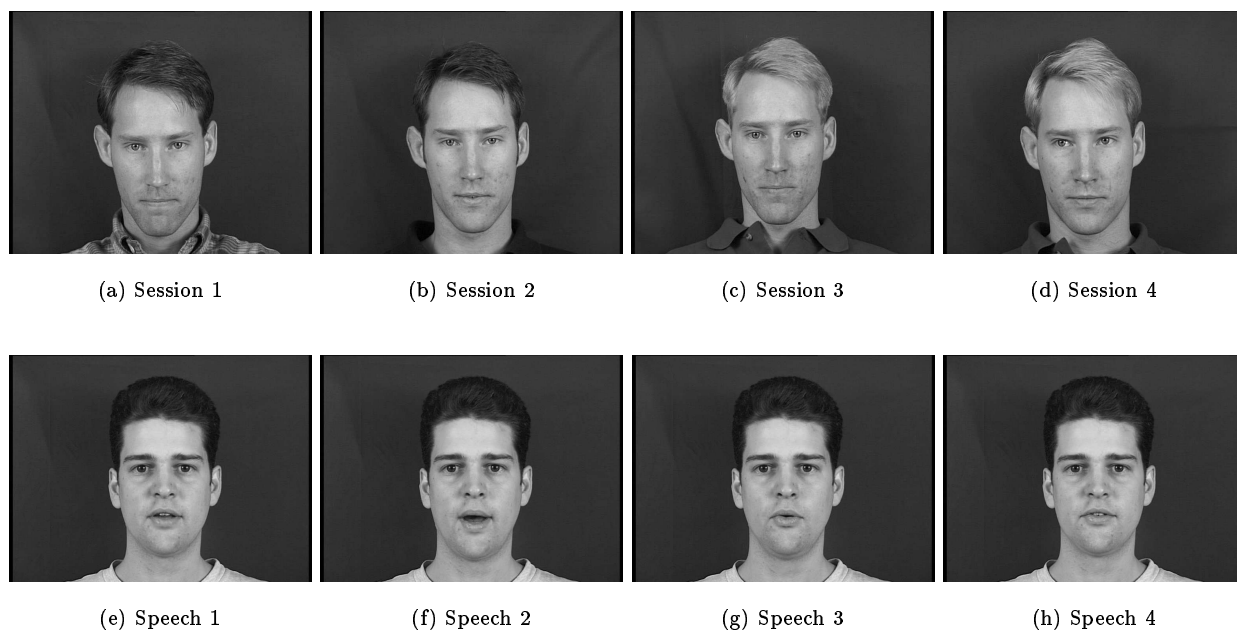 (a) Session 1
(b) Session 2
(c) Session 3
(d) Session 4
(e) Speech 1
(f) Speech 2
(g) Speech 3
(h) Speech 4